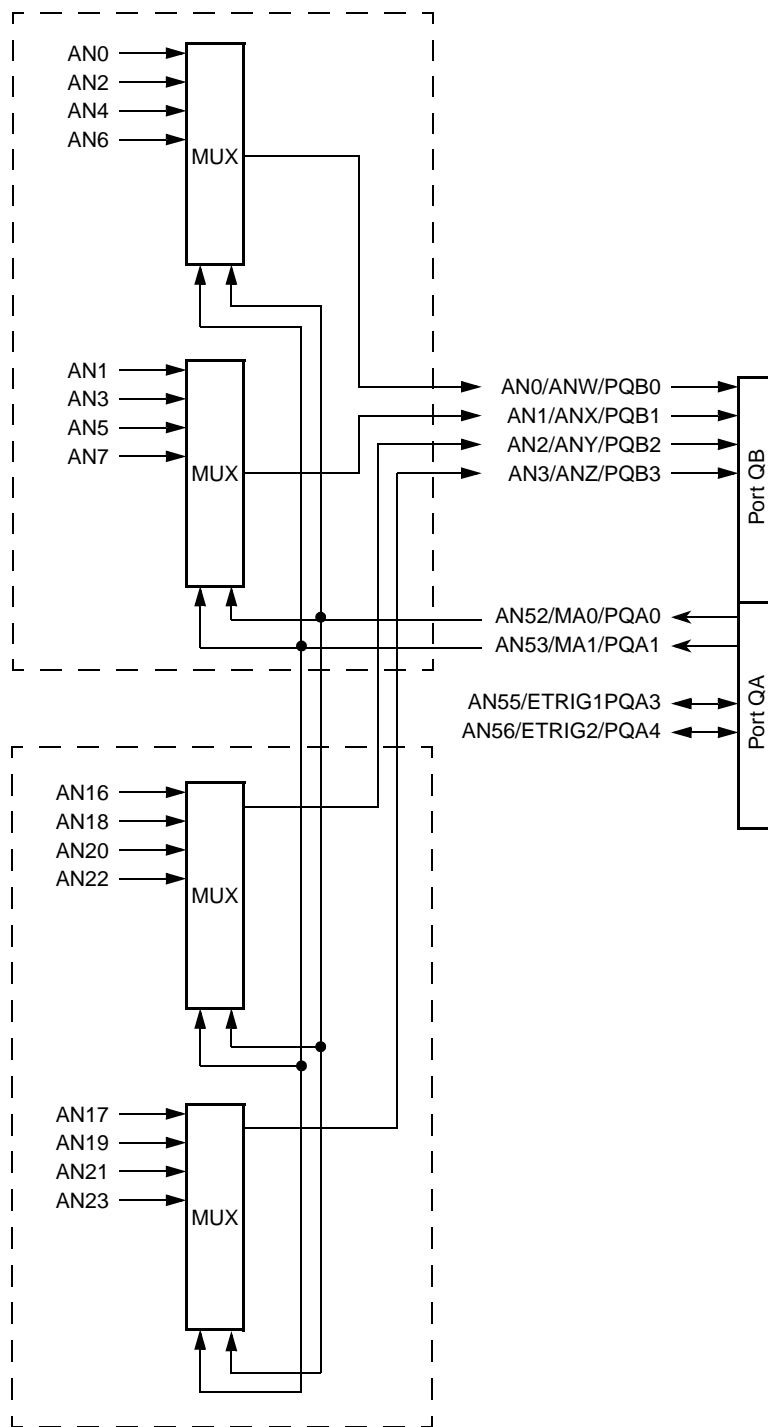 AN0
AN2
AN4
AN6
MUX
AN1
AN3
AN5
AN7
MUX
AN0/ANW/PQB0
AN1/ANX/PQB1
AN2/ANY/PQB2
AN3/ANZ/PQB3
Port QB
AN52/MA0/PQA0
AN53/MA1/PQA1
AN55/ETRIG1PQA3
AN56/ETRIG2/PQA4
Port QA
AN16
AN18
AN20
AN22
MUX
AN17
AN19
AN21
AN23
MUX